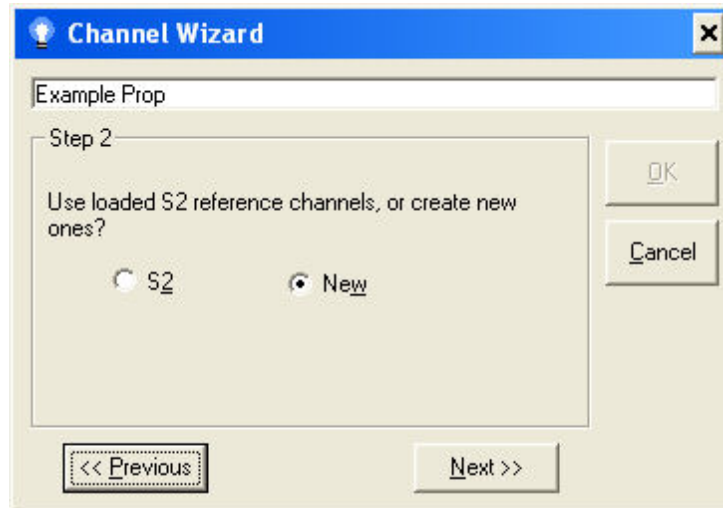 Channel Wizard
Example Prop
Step 2
OK
Use loaded S2 reference channels, or create new
ones?
Cancel
S2
New
<< Previous
Next >>